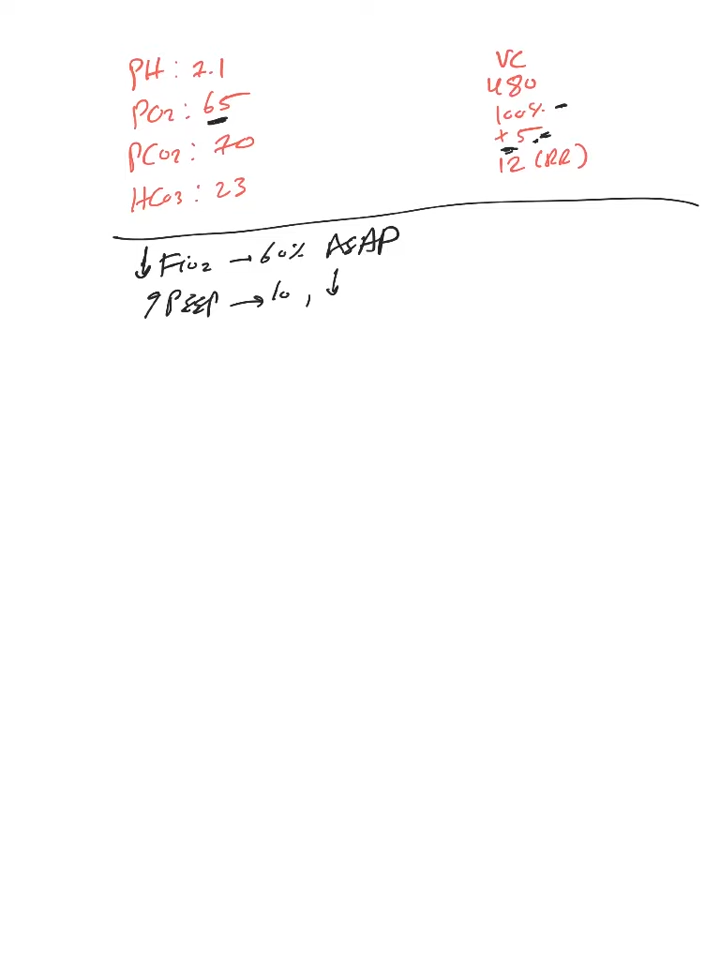 PH : 7.1
PO2 : 65
PCO2 : 70
HCO3 : 23
VC
480
100%
+ 5
12 (RR)
↓ FiO2 → 60% ASAP
↑ PEEP → 10 , ↓